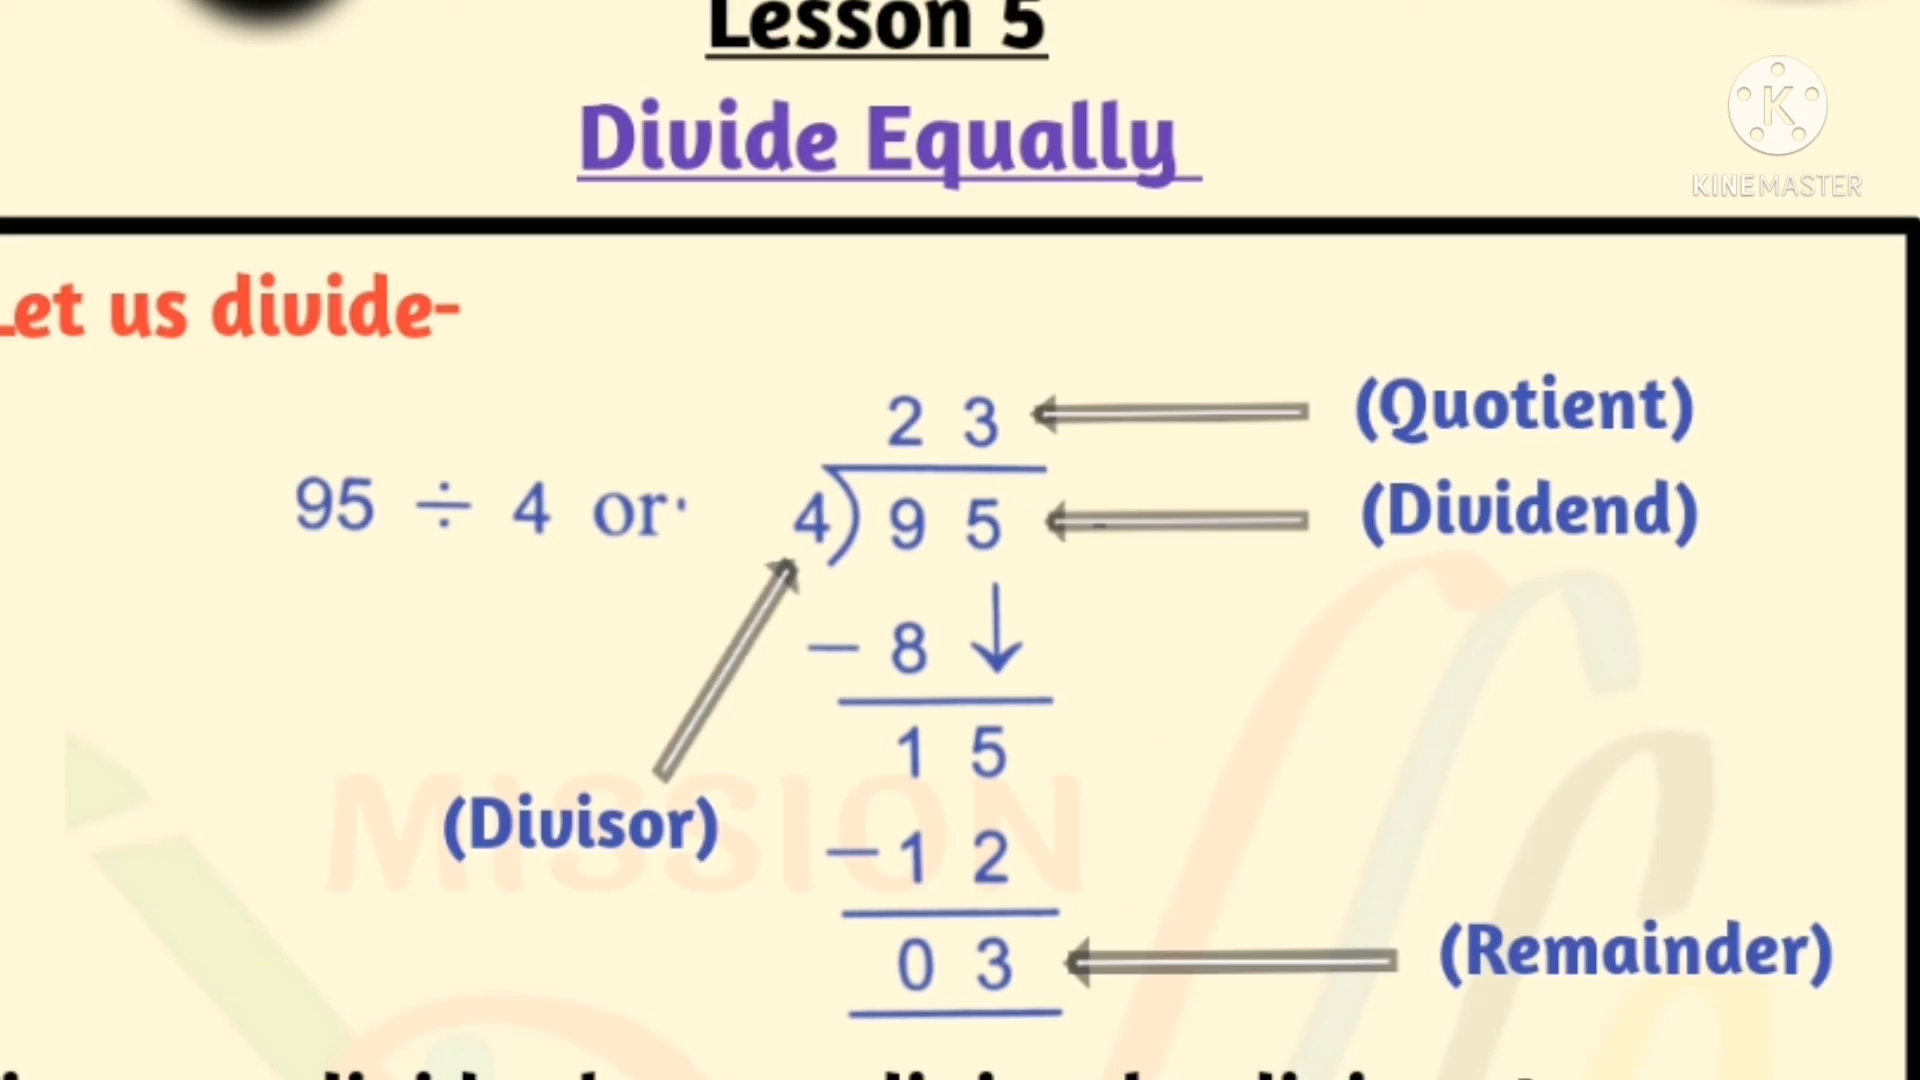 Lesson 5
Divide Equally
K
KINEMASTER
Let us divide-
2 3 (Quotient)
95 ÷ 4 or 4) 9 5 (Dividend)
- 8 ↓
1 5
(Divisor) -1 2
MISSION
0 3 (Remainder)